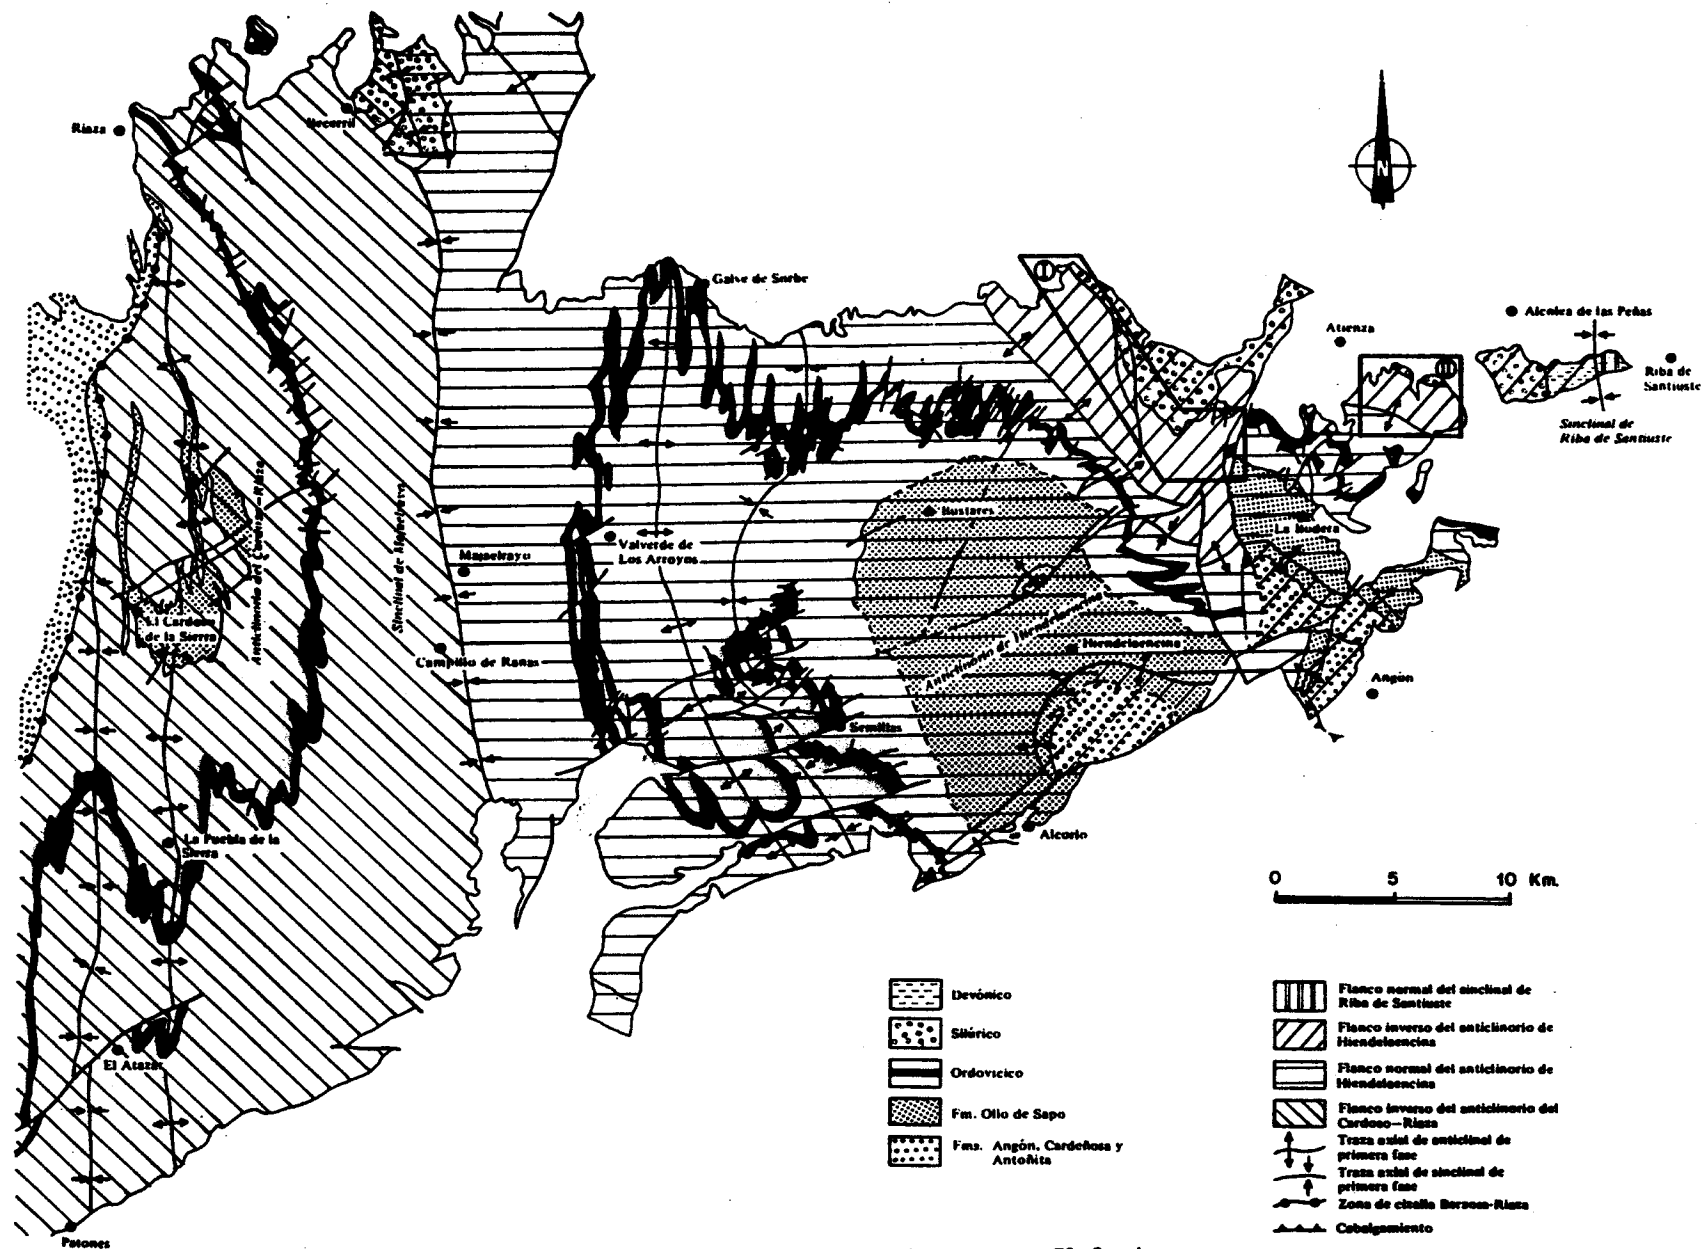 Riaza
Becerril
N
Galve de Sorbe
I
Atienza
Alcolea de las Peñas
II
Riba de
Santiuste
Sinclinal de
Riba de Santiuste
Anticlinorio del Cardoso-Riaza
Sinclinal de Majaelrayo
Majaelrayo
Valverde de
Los Arroyos
Bustares
La Bodera
El Cardoso
de la Sierra
Campillo de Ranas
Anticlinorio de Hiendelaencina
Hiendelaencina
Angón
Semillas
La Puebla de la
Sierra
Alcorlo
El Atazar
Patones
0 5 10 Km.
Devónico
Silúrico
Ordovícico
Fm. Ollo de Sapo
Fms. Angón, Cardeñosa y
Antoñita
Flanco normal del sinclinal de
Riba de Santiuste
Flanco inverso del anticlinorio de
Hiendelaencina
Flanco normal del anticlinorio de
Hiendelaencina
Flanco inverso del anticlinorio del
Cardoso-Riaza
Traza axial de anticlinal de
primera fase
Traza axial de sinclinal de
primera fase
Zona de cizalla Berzosa-Riaza
Cabalgamiento